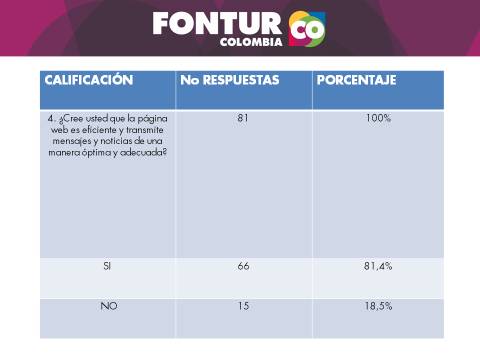 FONTUR CO
COLOMBIA
CALIFICACIÓN No RESPUESTAS PORCENTAJE
4. ¿Cree usted que la página 81 100%
web es eficiente y transmite
mensajes y noticias de una
manera óptima y adecuada?
SI 66 81,4%
NO 15 18,5%